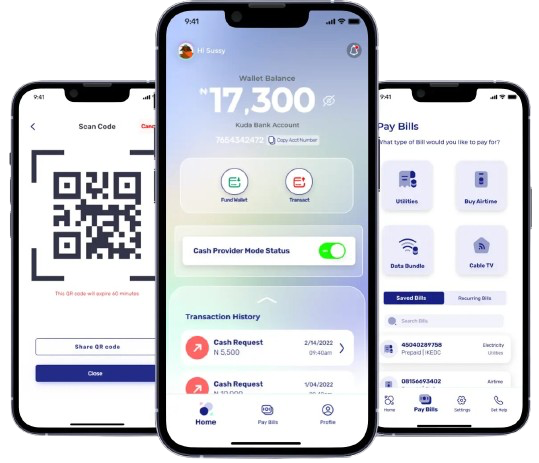 9:41
Scan Code
Canc
This QR code will expire 60 minutes
Share QR code
Close
9:41
Hi Sussy
Wallet Balance
₦17,300
Kuda Bank Account
7654342472 Copy Acct Number
Fund Wallet
Transact
Cash Provider Mode Status
Transaction History
Cash Request
2/14/2022
N 5,500
09:40am
Cash Request
1/04/2022
Home
Pay Bills
Profile
9:41
Pay Bills
What type of Bill would you like to pay for?
Utilities
Buy Airtime
Data Bundle
Cable TV
Saved Bills
Recurring Bills
Search Bills
45040289758
Electricity
Prepaid | IKEDC
Utilities
08156693402
Airtime
Home
Pay Bills
Settings
Get Help